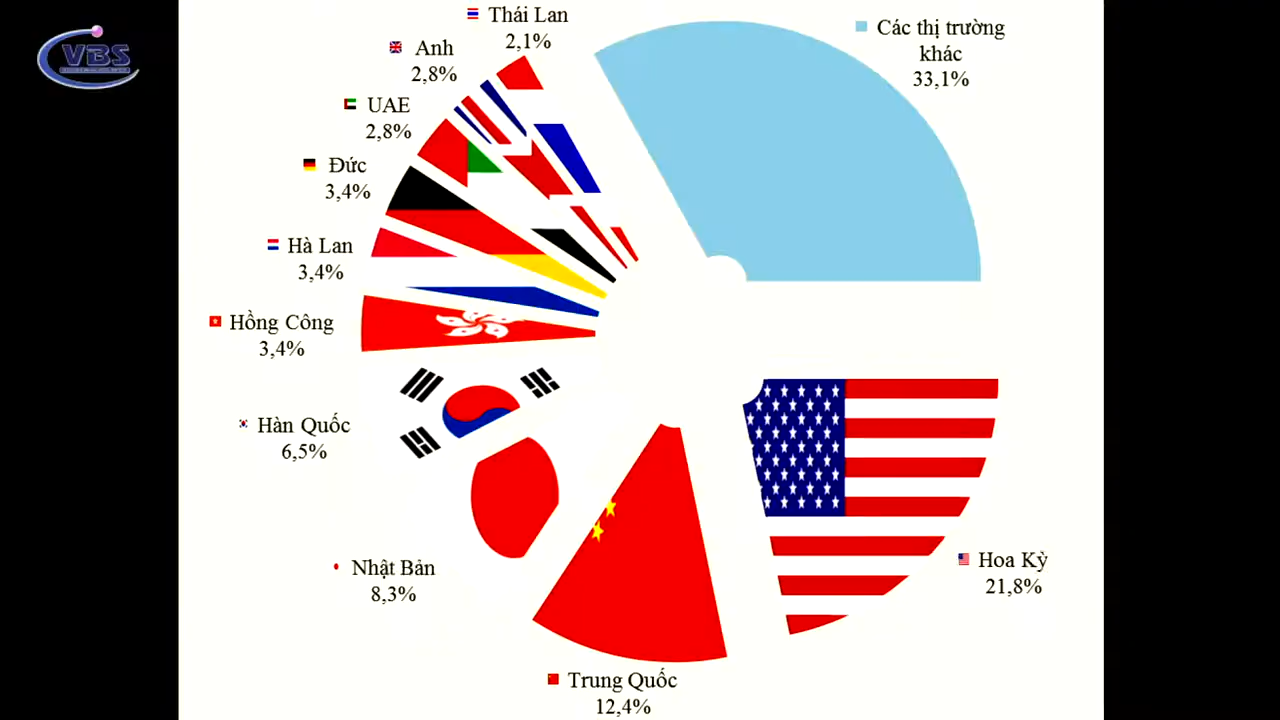 VBS
Thái Lan
2,1%
Anh
2,8%
UAE
2,8%
Đức
3,4%
Hà Lan
3,4%
Hồng Công
3,4%
Hàn Quốc
6,5%
Nhật Bản
8,3%
Trung Quốc
12,4%
Hoa Kỳ
21,8%
Các thị trường
khác
33,1%